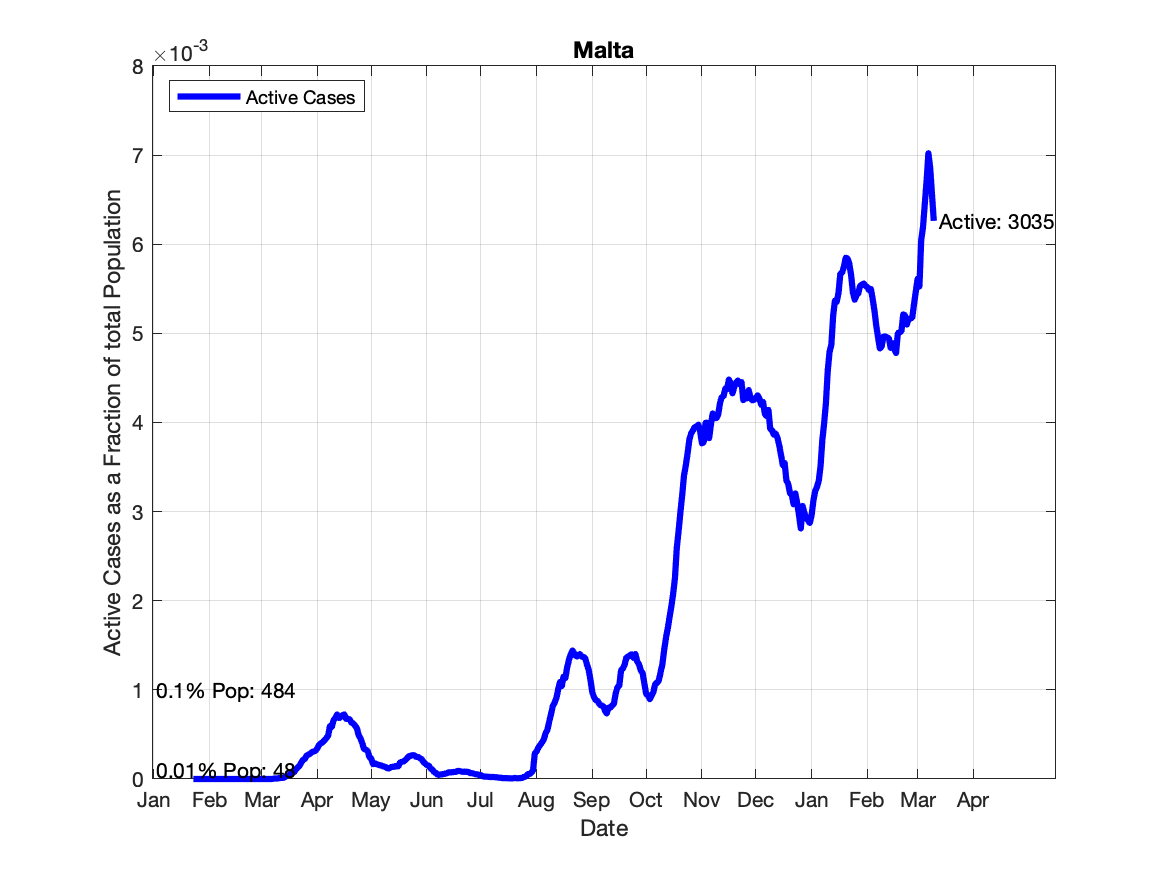 Malta
×10-3
8
7
6
5
4
3
2
1
0
Active Cases
Active: 3035
0.1% Pop: 484
0.01% Pop: 48
Active Cases as a Fraction of total Population
Jan Feb Mar Apr May Jun Jul Aug Sep Oct Nov Dec Jan Feb Mar Apr
Date